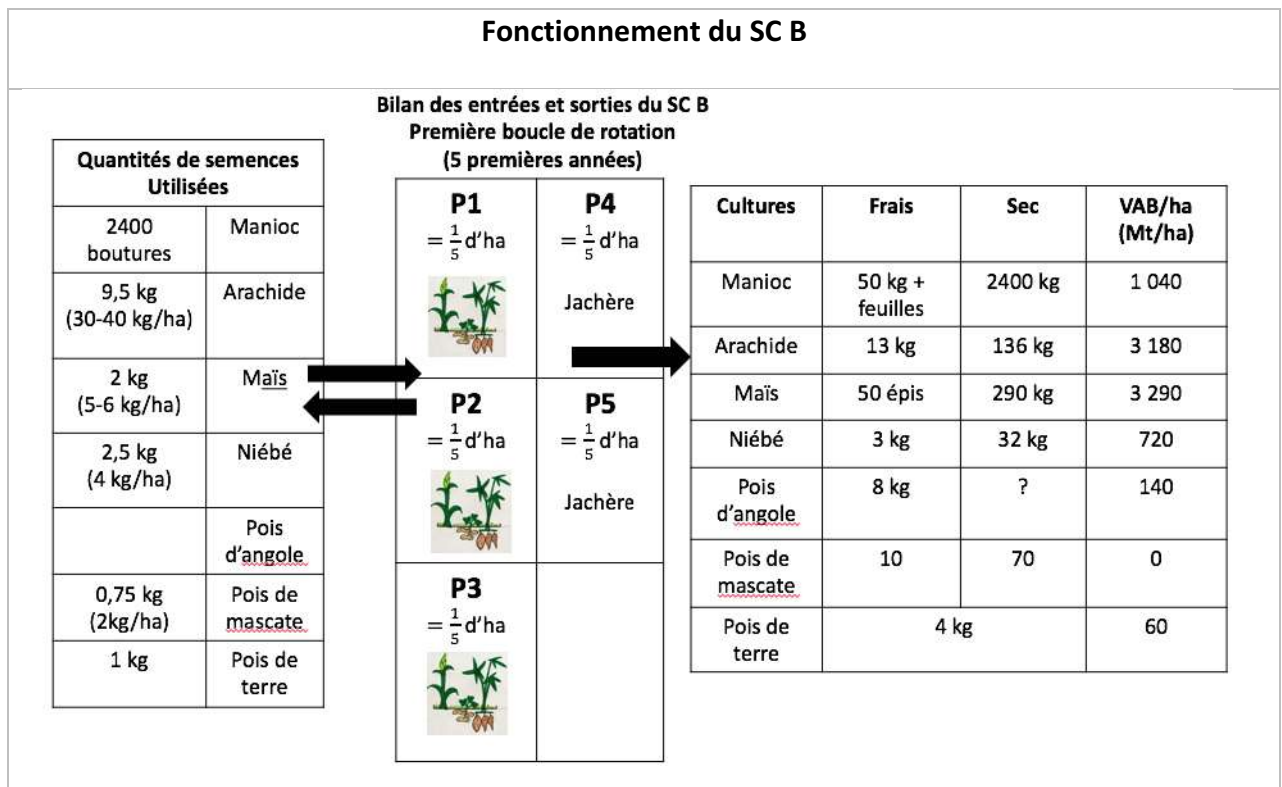 Fonctionnement du SC B
Bilan des entrées et sorties du SC B
Première boucle de rotation
(5 premières années)
Quantités de semences
Utilisées
2400
boutures
Manioc
9,5 kg
(30-40 kg/ha)
Arachide
2 kg
(5-6 kg/ha)
Maïs
2,5 kg
(4 kg/ha)
Niébé
Pois
d'angole
0,75 kg
(2kg/ha)
Pois de
mascate
1 kg
Pois de
terre
P1
= 1/5 d'ha
P4
= 1/5 d'ha
Jachère
P2
= 1/5 d'ha
P5
= 1/5 d'ha
Jachère
P3
= 1/5 d'ha
Cultures
Frais
Sec
VAB/ha
(Mt/ha)
Manioc
50 kg +
feuilles
2400 kg
1 040
Arachide
13 kg
136 kg
3 180
Maïs
50 épis
290 kg
3 290
Niébé
3 kg
32 kg
720
Pois
d'angole
8 kg
?
140
Pois de
mascate
10
70
0
Pois de
terre
4 kg
60